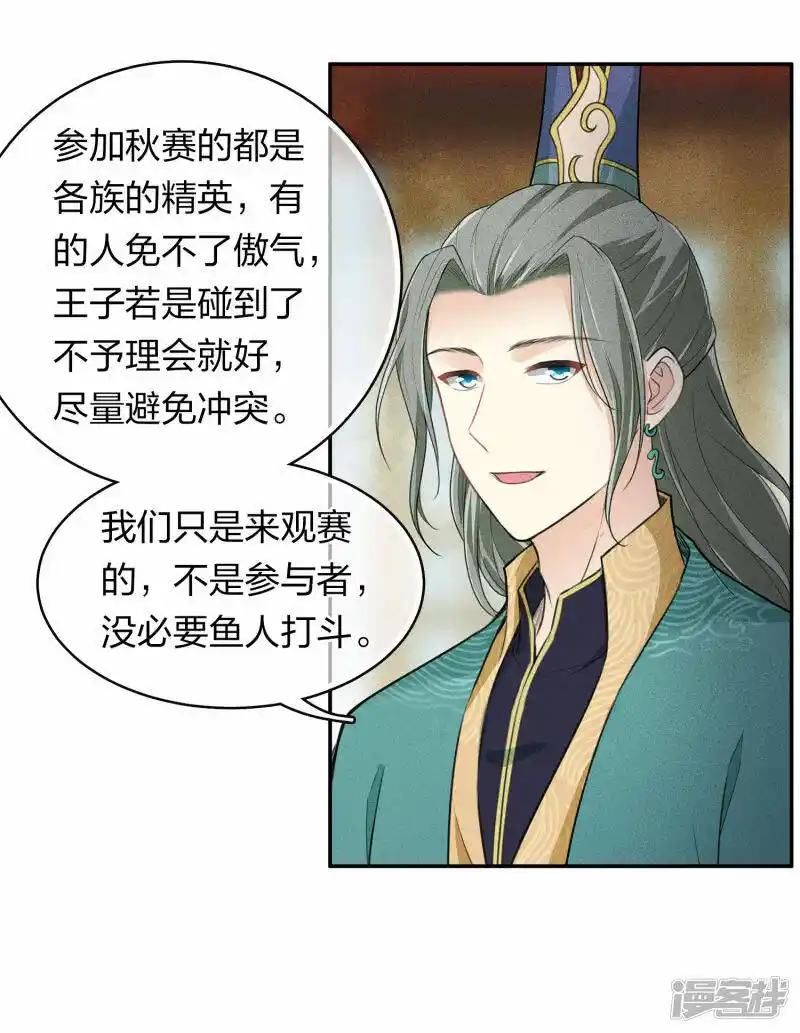 参加秋赛的都是
各族的精英，有
的人免不了傲气，
王子若是碰到了
不予理会就好，
尽量避免冲突。
我们只是来观赛
的，不是参与者，
没必要鱼人打斗。
漫客栈